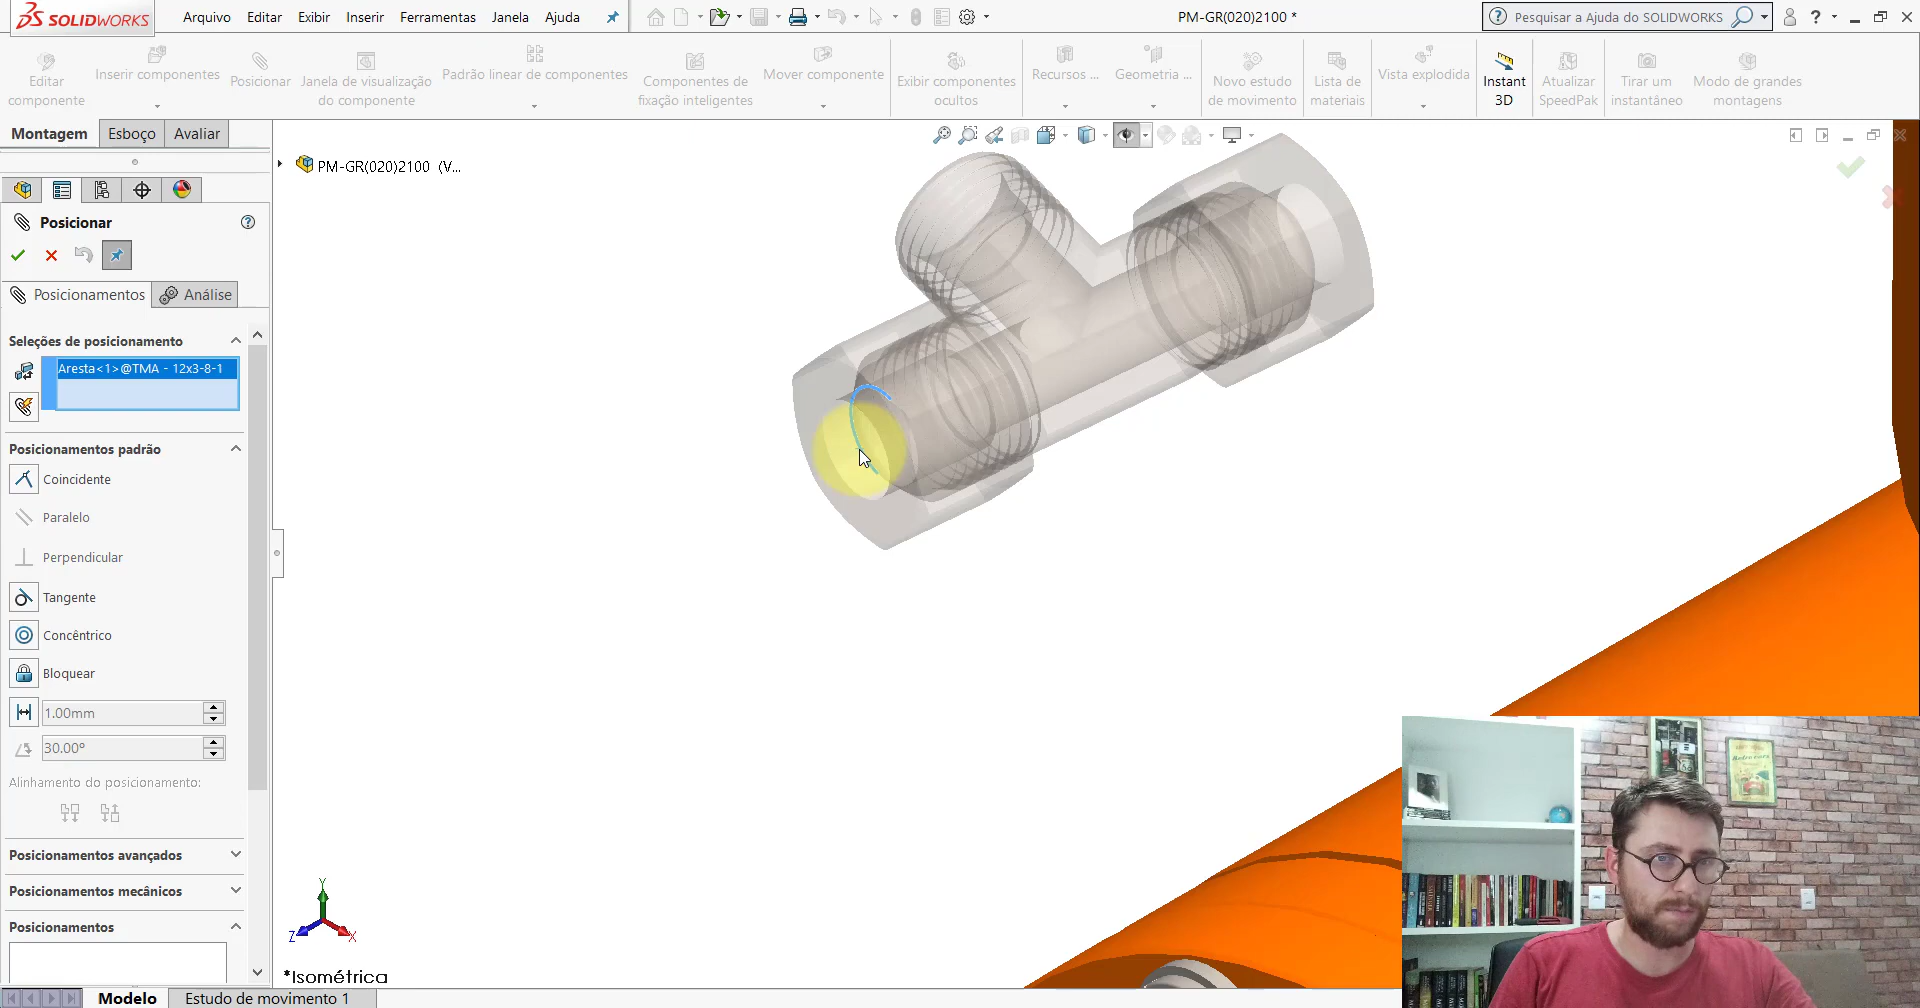 SOLIDWORKS
Arquivo Editar Exibir Inserir Ferramentas Janela Ajuda
PM-GR(020)2100 *
Pesquisar a Ajuda do SOLIDWORKS
Editar componente
Inserir componentes
Posicionar
Janela de visualização do componente
Padrão linear de componentes
Componentes de fixação inteligentes
Mover componente
Exibir componentes ocultos
Recursos ...
Geometria ...
Novo estudo de movimento
Lista de materiais
Vista explodida
Instant 3D
Atualizar SpeedPak
Tirar um instantâneo
Modo de grandes montagens
Montagem Esboço Avaliar
PM-GR(020)2100 (V...
Posicionar
Posicionamentos Análise
Seleções de posicionamento
Aresta<1>@TMA - 12x3-8-1
Posicionamentos padrão
Coincidente
Paralelo
Perpendicular
Tangente
Concêntrico
Bloquear
1.00mm
30.00°
Alinhamento do posicionamento:
Posicionamentos avançados
Posicionamentos mecânicos
Posicionamentos
Y
Z
X
*Isométrica
Modelo Estudo de movimento 1